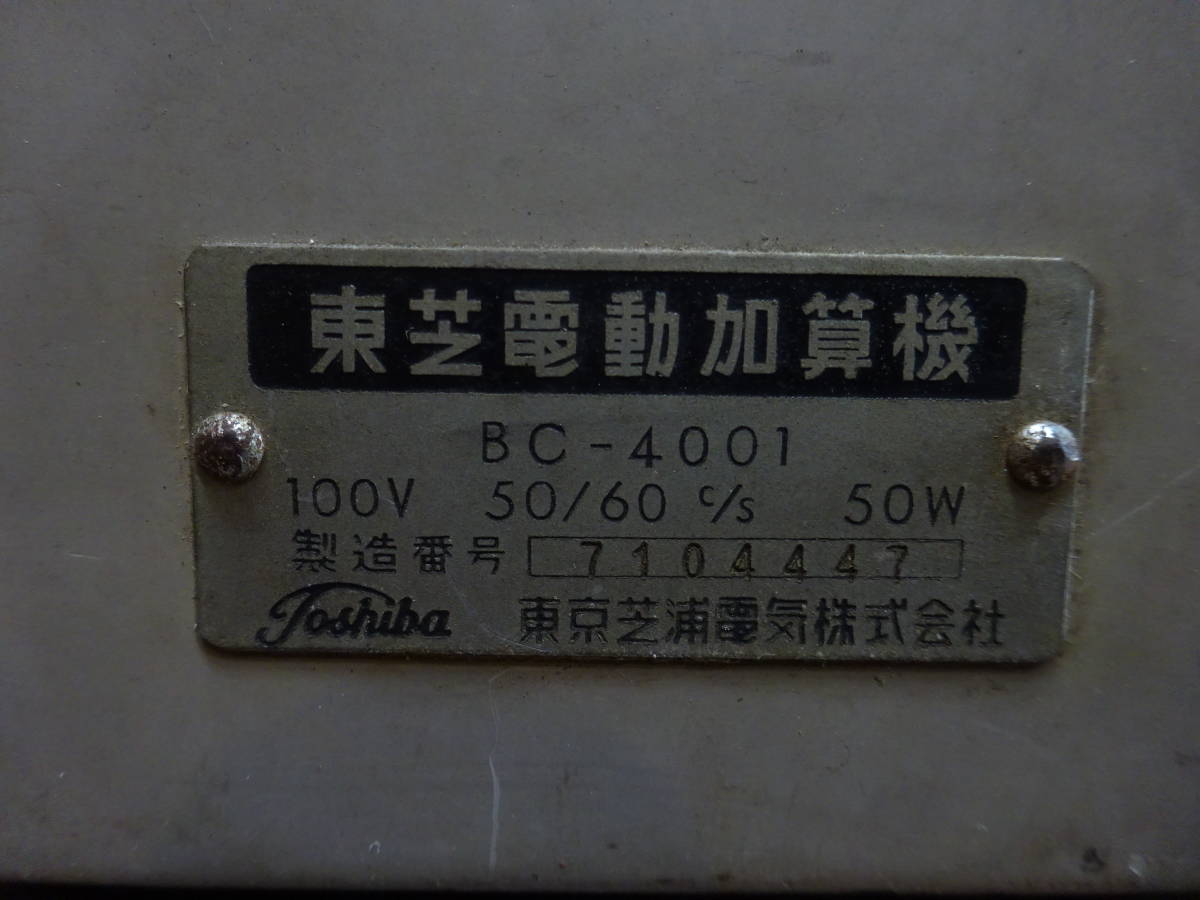 東芝電動加算機
BC-4001
100V 50/60 c/s 50W
製造番号 7104447
Toshiba 東京芝浦電気株式会社